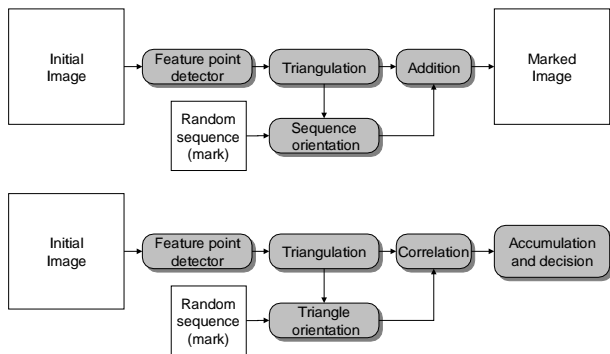 Initial
Image
Feature point
detector
Triangulation
Addition
Marked
Image
Random
sequence
(mark)
Sequence
orientation
Initial
Image
Feature point
detector
Triangulation
Correlation
Accumulation
and decision
Random
sequence
(mark)
Triangle
orientation